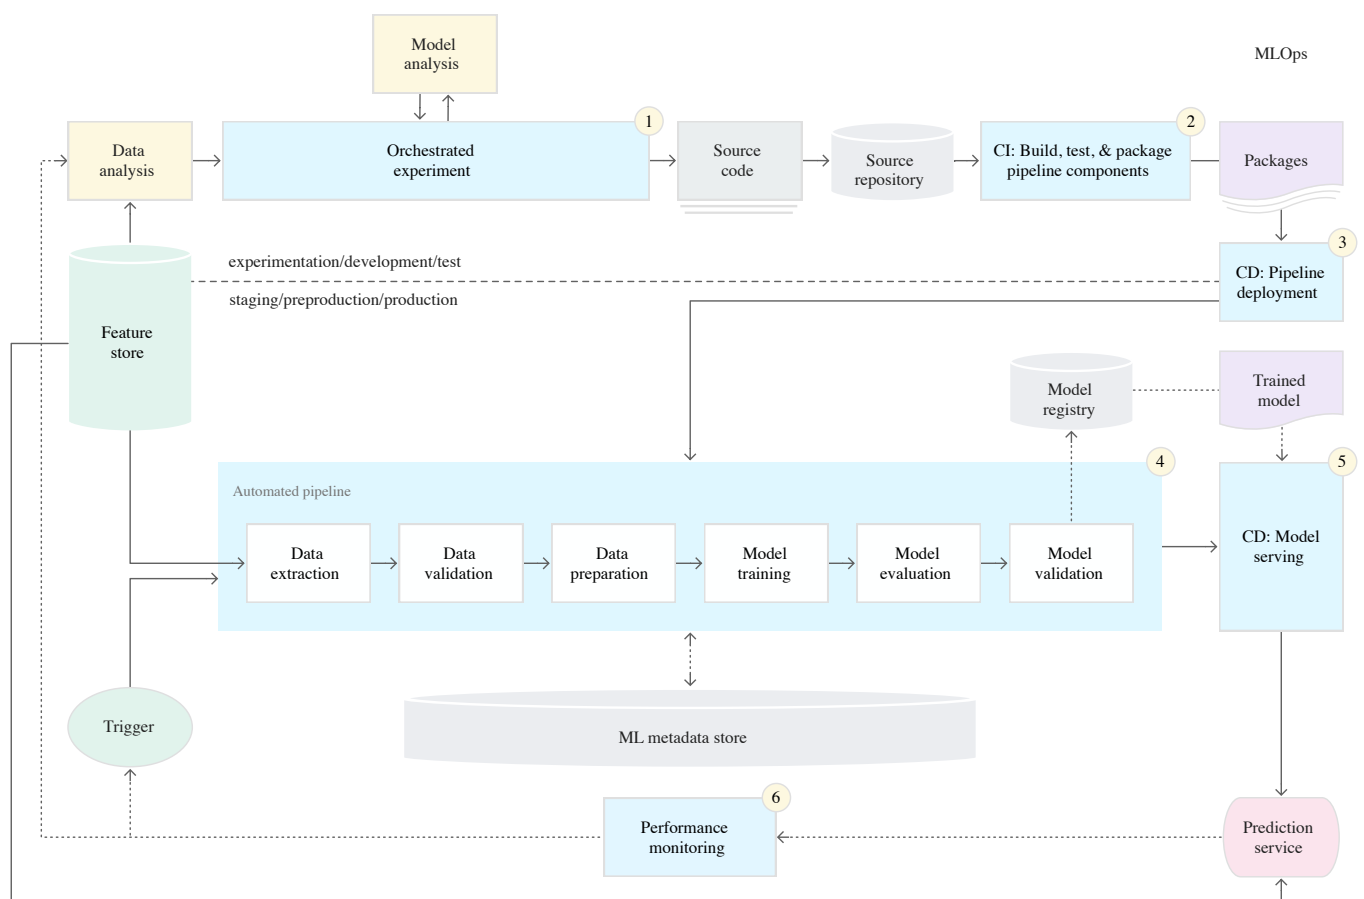 Model
analysis
MLOps
1
2
Data
analysis
Orchestrated
experiment
Source
code
Source
repository
CI: Build, test, & package
pipeline components
Packages
3
experimentation/development/test
CD: Pipeline
deployment
staging/preproduction/production
Feature
store
Model
registry
Trained
model
4
5
Automated pipeline
Data
extraction
Data
validation
Data
preparation
Model
training
Model
evaluation
Model
validation
CD: Model
serving
Trigger
ML metadata store
6
Performance
monitoring
Prediction
service